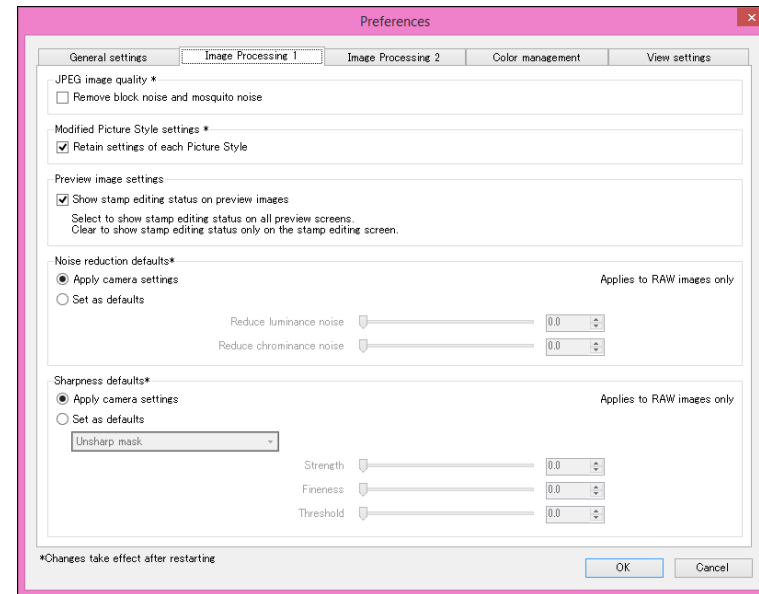 Preferences
General settings
Image Processing 1
Image Processing 2
Color management
View settings
JPEG image quality *
Remove block noise and mosquito noise
Modified Picture Style settings *
Retain settings of each Picture Style
Preview image settings
Show stamp editing status on preview images
Select to show stamp editing status on all preview screens.
Clear to show stamp editing status only on the stamp editing screen.
Noise reduction defaults*
Apply camera settings
Applies to RAW images only
Set as defaults
Reduce luminance noise 0.0
Reduce chrominance noise 0.0
Sharpness defaults*
Apply camera settings
Applies to RAW images only
Set as defaults
Unsharp mask
Strength 0.0
Fineness 0.0
Threshold 0.0
*Changes take effect after restarting
OK
Cancel